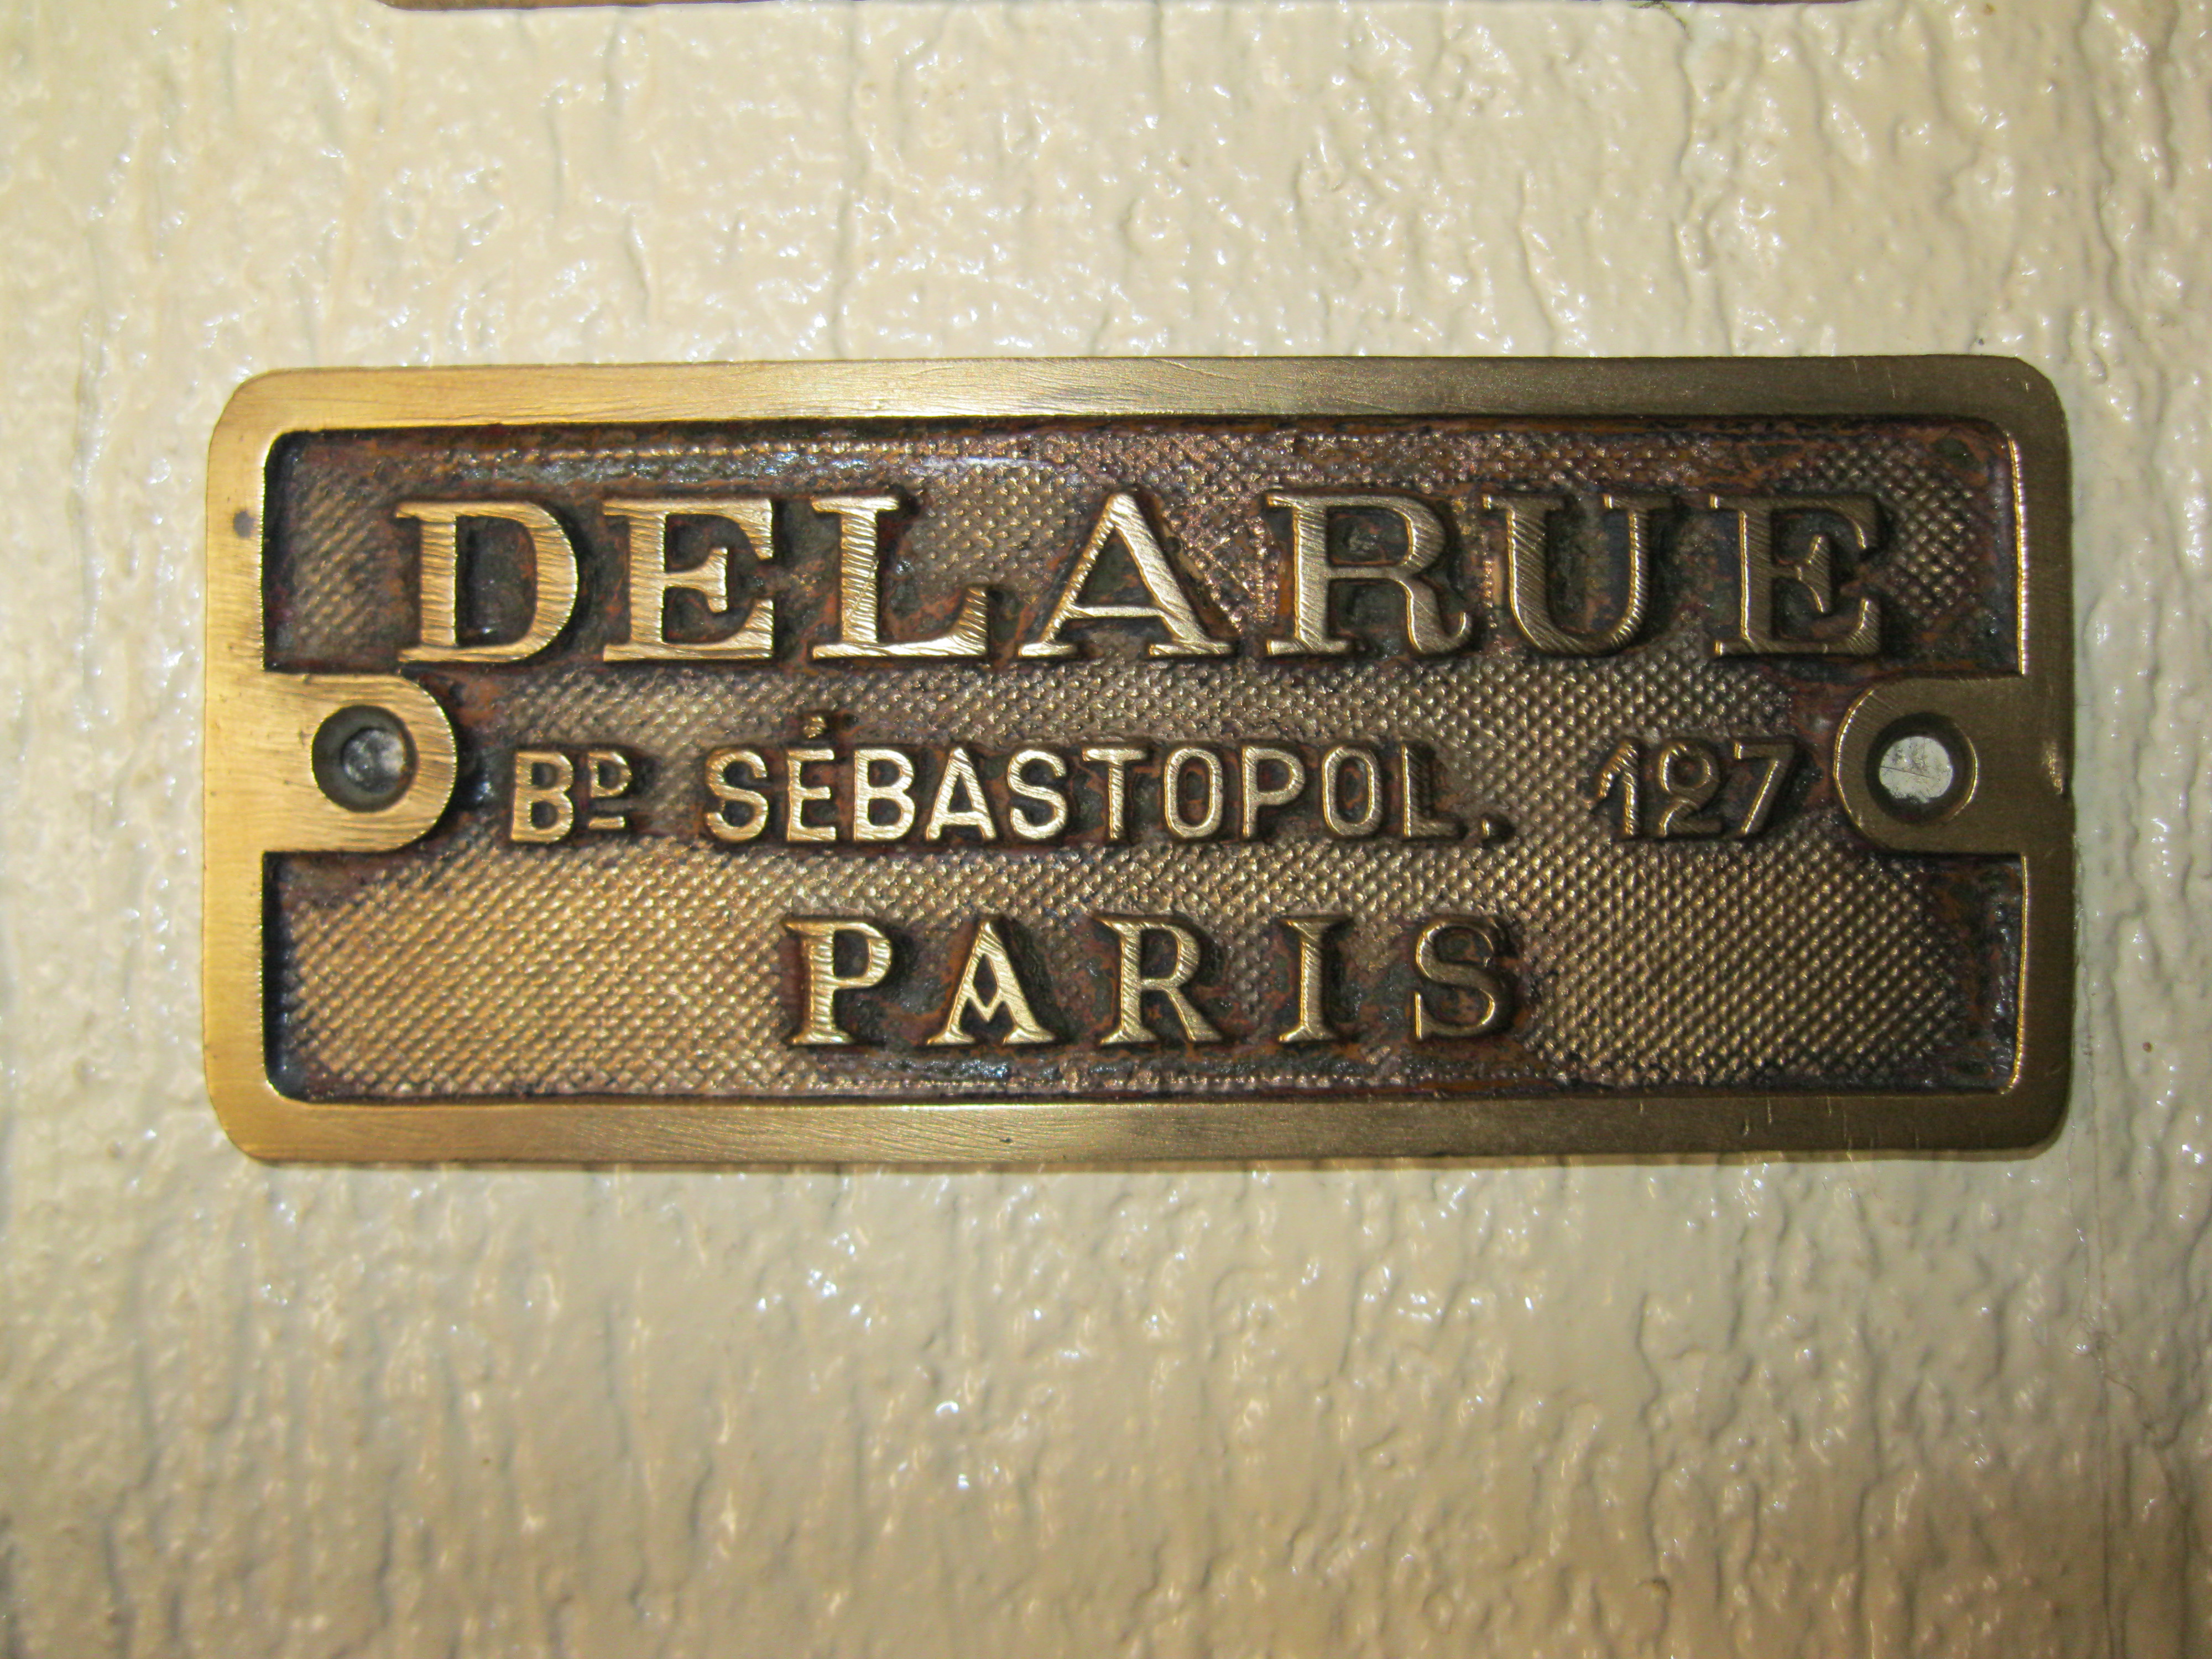 DELARUE
BD SÉBASTOPOL, 127
PARIS